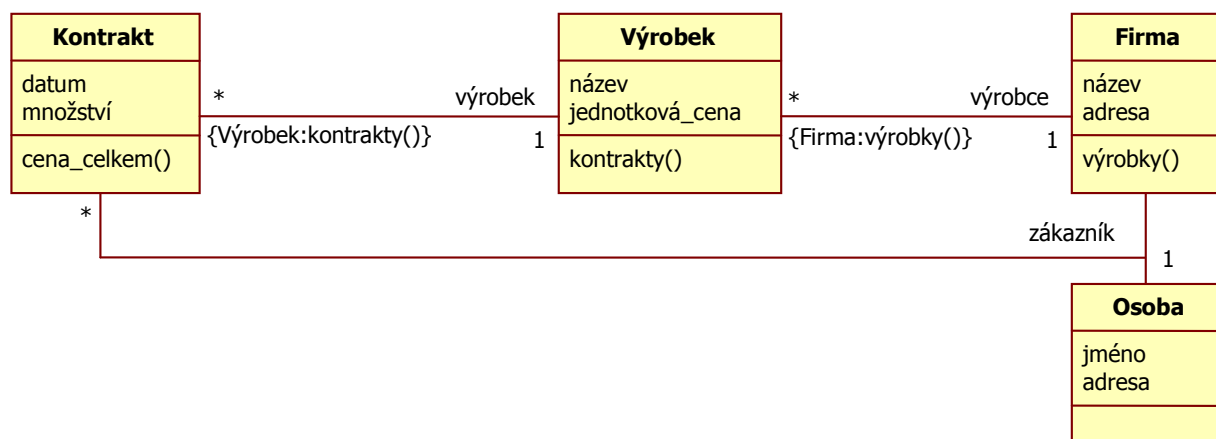 Kontrakt
datum
množství
cena_celkem()
*
{Výrobek:kontrakty()}
výrobek
1
Výrobek
název
jednotková_cena
kontrakty()
*
{Firma:výrobky()}
výrobce
1
Firma
název
adresa
výrobky()
*
zákazník
1
Osoba
jméno
adresa